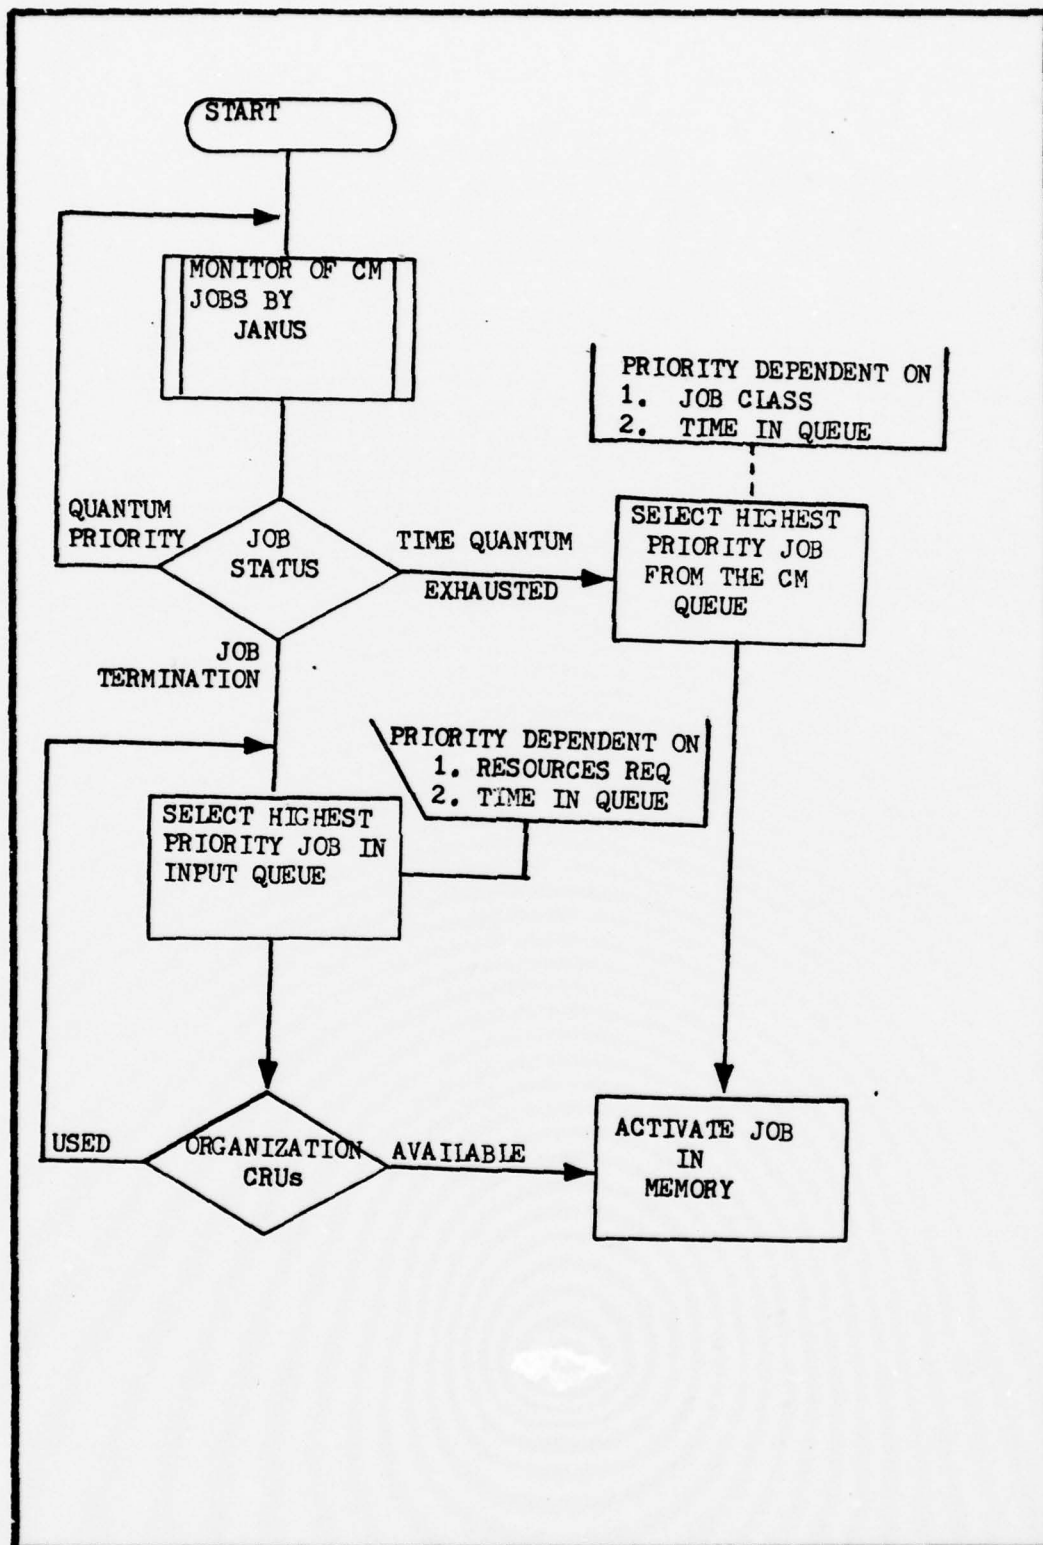 START
MONITOR OF CM
JOBS BY
JANUS
PRIORITY DEPENDENT ON
1. JOB CLASS
2. TIME IN QUEUE
QUANTUM
PRIORITY
JOB
STATUS
TIME QUANTUM
EXHAUSTED
SELECT HIGHEST
PRIORITY JOB
FROM THE CM
QUEUE
JOB
TERMINATION
PRIORITY DEPENDENT ON
1. RESOURCES REQ
2. TIME IN QUEUE
SELECT HIGHEST
PRIORITY JOB IN
INPUT QUEUE
USED
ORGANIZATION
CRUs
AVAILABLE
ACTIVATE JOB
IN
MEMORY